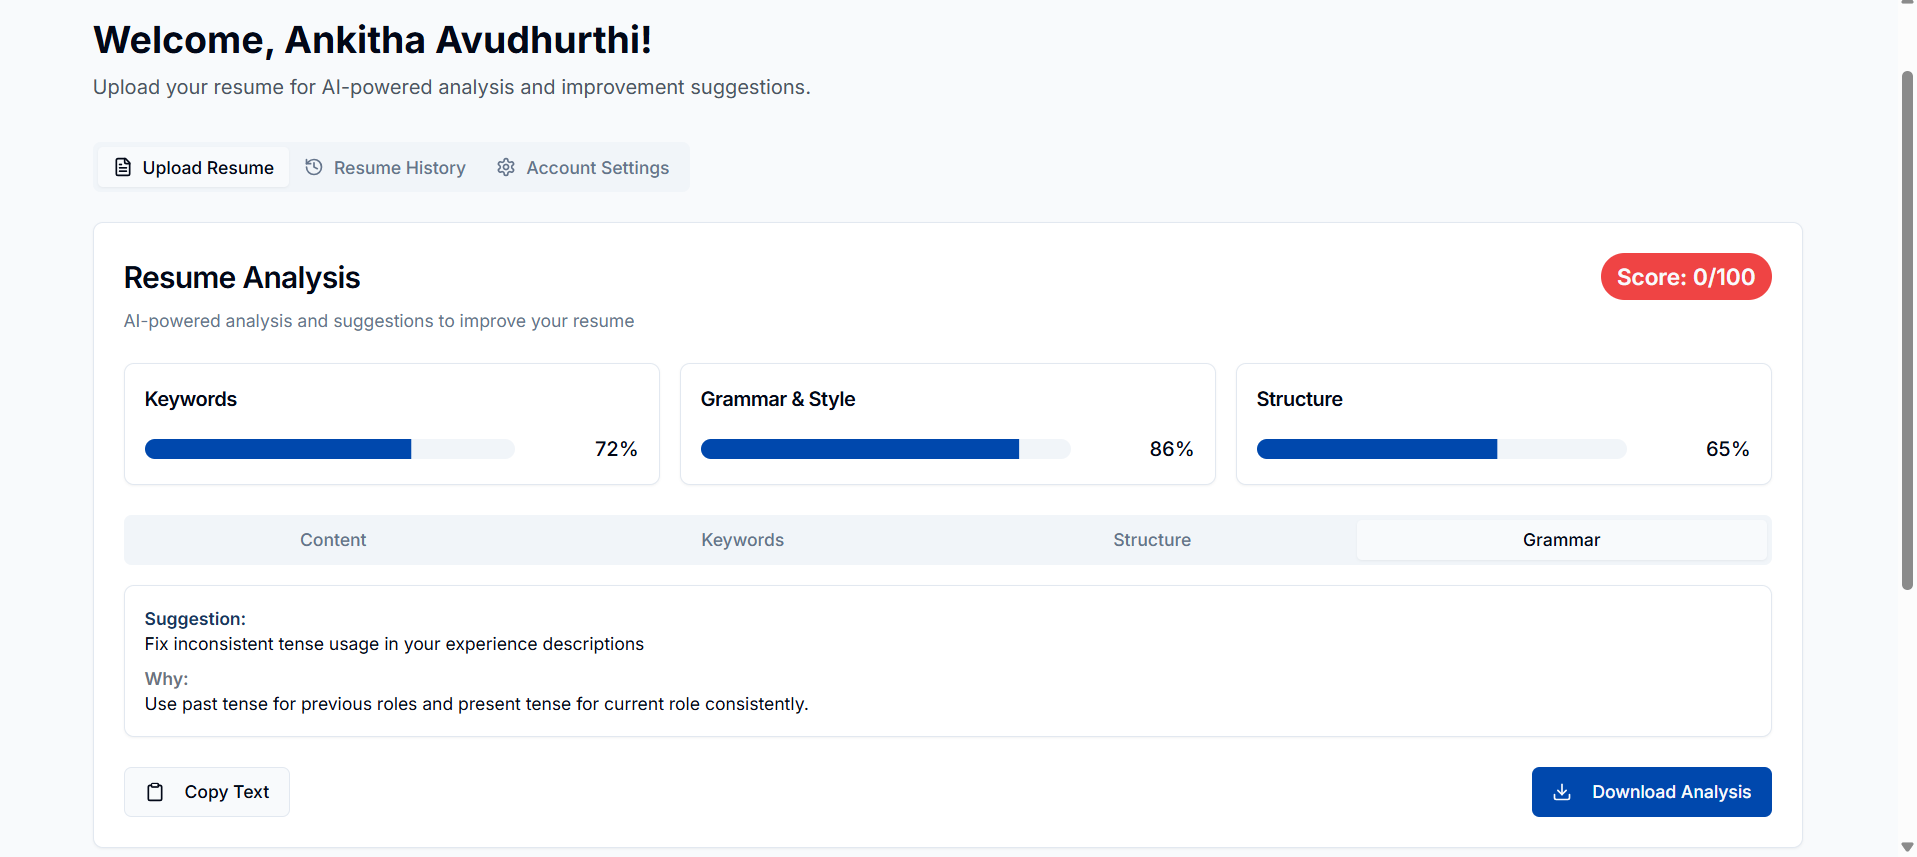 Welcome, Ankitha Avudhurthi!
Upload your resume for AI-powered analysis and improvement suggestions.
Upload Resume
Resume History
Account Settings
Resume Analysis
Score: 0/100
AI-powered analysis and suggestions to improve your resume
Keywords
72%
Grammar & Style
86%
Structure
65%
Content
Keywords
Structure
Grammar
Suggestion:
Fix inconsistent tense usage in your experience descriptions
Why:
Use past tense for previous roles and present tense for current role consistently.
Copy Text
Download Analysis